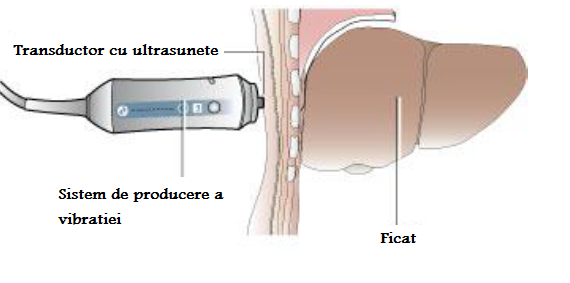 Transductor cu ultrasunete
Sistem de producere a
vibratiei
Ficat